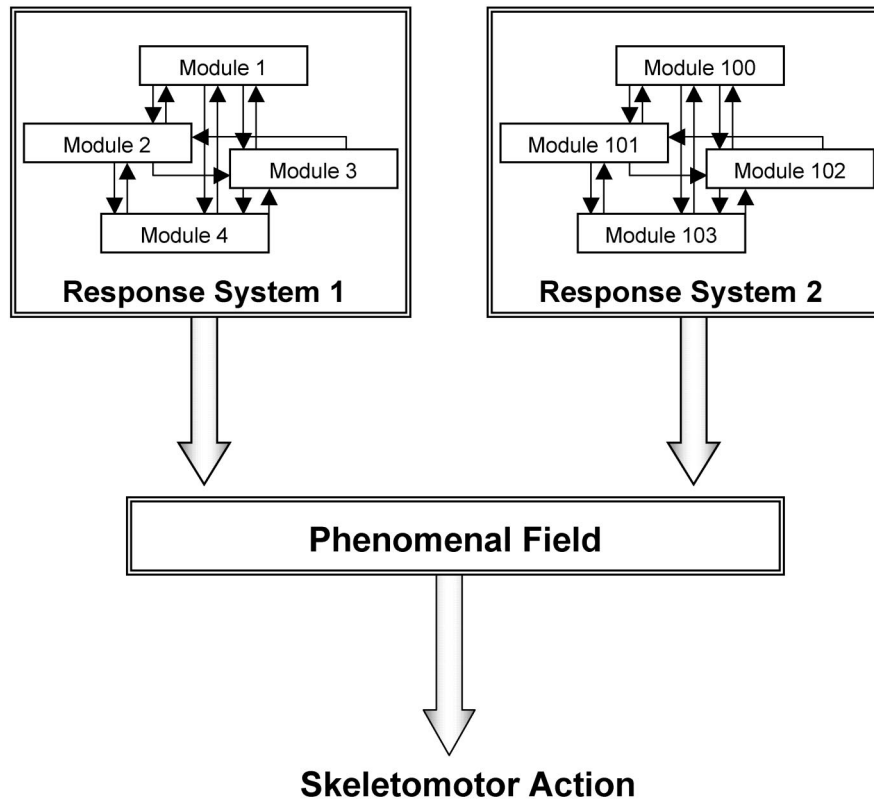 Module 1
Module 2
Module 3
Module 4
Response System 1
Module 100
Module 101
Module 102
Module 103
Response System 2
Phenomenal Field
Skeletomotor Action